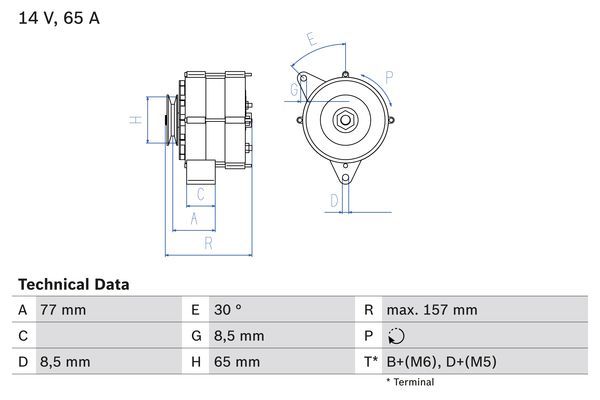 14 V, 65 A
E
P
G
H
C
D
A
R
Technical Data
A 77 mm E 30 º R max. 157 mm
C G 8,5 mm P
D 8,5 mm H 65 mm T* B+(M6), D+(M5)
* Terminal